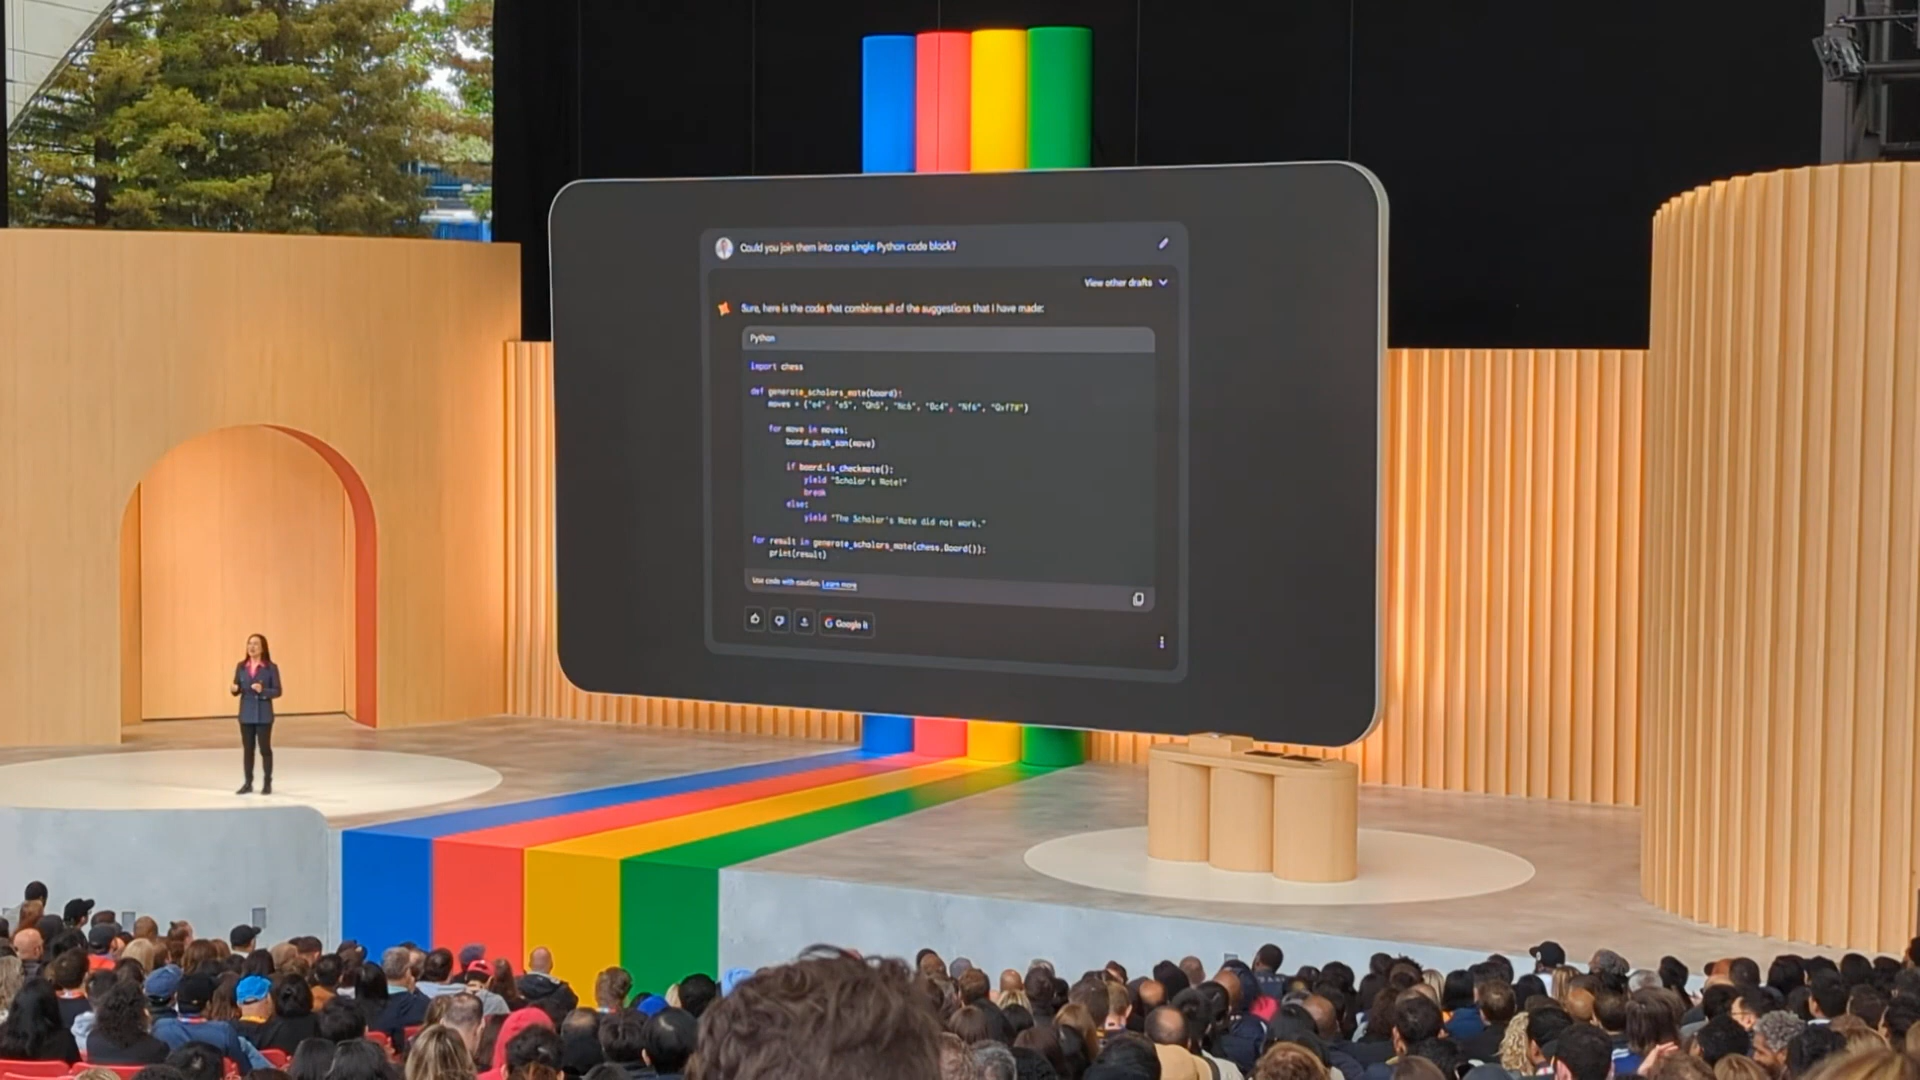 Could you join them into one single Python code block?
View other drafts
Sure, here is the code that combines all of the suggestions that I have made:
Python
import chess
def generate_scholars_mate(board):
moves = ["e4", "e5", "Qh5", "Nc6", "Bc4", "Nf6", "Qxf7#"]
for move in moves:
board.push_san(move)
if board.is_checkmate():
yield "Scholar's Mate!"
break
else:
yield "The Scholar's Mate did not work."
for result in generate_scholars_mate(chess.Board()):
print(result)
Use code with caution. Learn more
G Google it